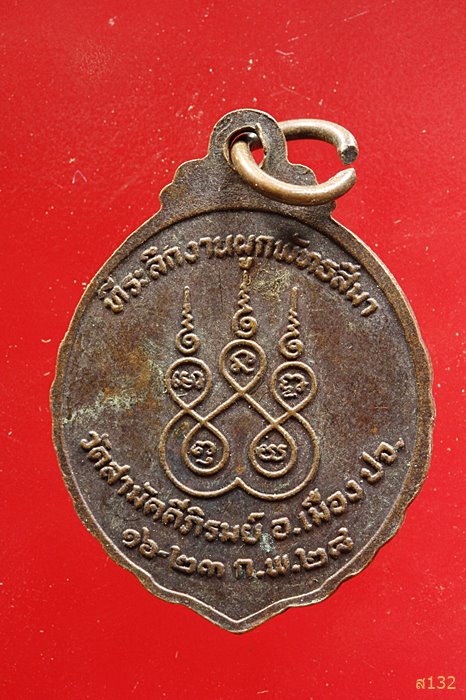 ที่ระลึกงานผูกพัทธสีมา
วัดสามัคคีภิรมย์ อ.เมือง ปจ.
๑๖-๒๓ ก.พ.๒๘
ส132